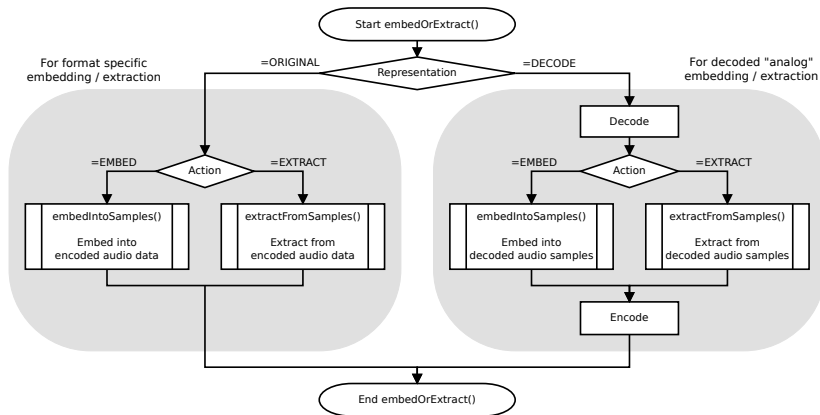 Start embedOrExtract()
For format specific
embedding / extraction
=ORIGINAL
Representation
=DECODE
For decoded "analog"
embedding / extraction
Decode
=EMBED
Action
=EXTRACT
=EMBED
Action
=EXTRACT
embedIntoSamples()
Embed into
encoded audio data
extractFromSamples()
Extract from
encoded audio data
embedIntoSamples()
Embed into
decoded audio samples
extractFromSamples()
Extract from
decoded audio samples
Encode
End embedOrExtract()